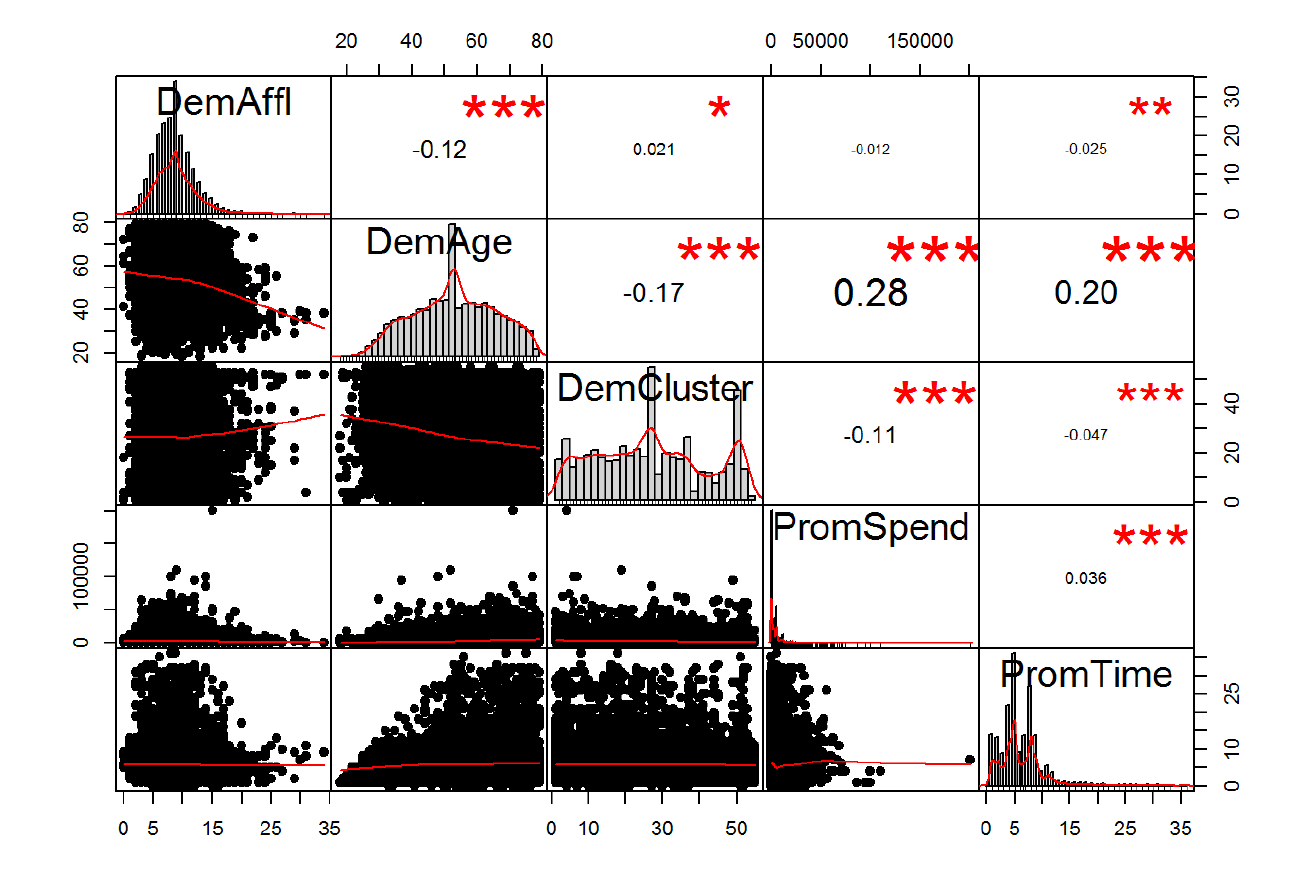 20 40 60 80 0 50000 150000
DemAffl *** * **
-0.12 0.021 -0.012 -0.025
0 10 20 30
20 40 60 80
DemAge *** *** ***
-0.17 0.28 0.20
DemCluster *** ***
-0.11 -0.047
0 20 40
0 100000
PromSpend ***
0.036
PromTime
0 10 25
0 5 15 25 35 0 10 30 50 0 5 15 25 35